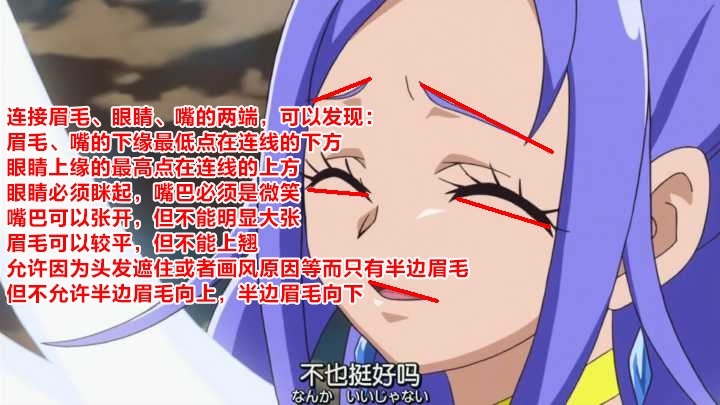 连接眉毛、眼睛、嘴的两端，可以发现：
眉毛、嘴的下缘最低点在连线的下方
眼睛上缘的最高点在连线的上方
眼睛必须眯起，嘴巴必须是微笑
嘴巴可以张开，但不能明显大张
眉毛可以较平，但不能上翘
允许因为头发遮住或者画风原因等而只有半边眉毛
但不允许半边眉毛向上，半边眉毛向下
不也挺好吗
なんか いいじゃない